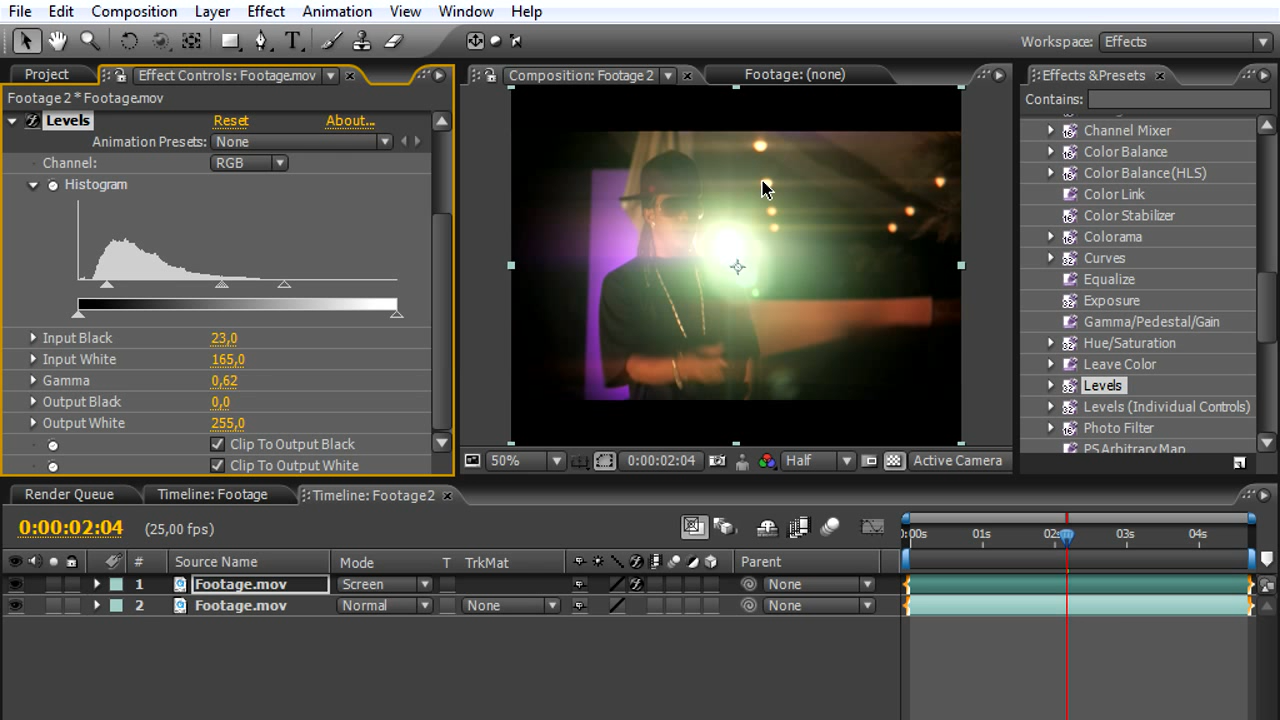 File Edit Composition Layer Effect Animation View Window Help
Workspace: Effects
Project
Effect Controls: Footage.mov
Composition: Footage 2
Footage: (none)
Effects & Presets
Footage 2 * Footage.mov
Contains:
Levels Reset About...
Animation Presets: None
Channel: RGB
Histogram
Input Black 23,0
Input White 165,0
Gamma 0,62
Output Black 0,0
Output White 255,0
Clip To Output Black
Clip To Output White
50% 0:00:02:04 Half Active Camera
Channel Mixer
Color Balance
Color Balance (HLS)
Color Link
Color Stabilizer
Colorama
Curves
Equalize
Exposure
Gamma/Pedestal/Gain
Hue/Saturation
Leave Color
Levels
Levels (Individual Controls)
Photo Filter
PS Arbitrary Map
Render Queue
Timeline: Footage
Timeline: Footage 2
0:00:02:04 (25,00 fps)
# Source Name Mode T TrkMat Parent
1 Footage.mov Screen None
2 Footage.mov Normal None None
01s 03s 04s